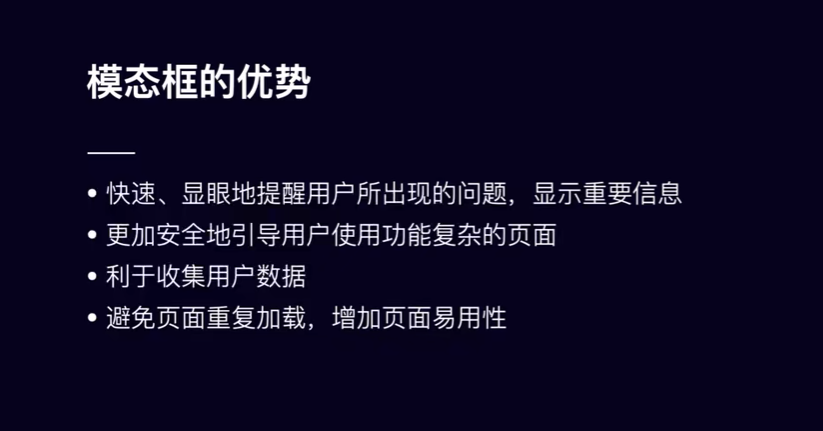 模态框的优势
• 快速、显眼地提醒用户所出现的问题，显示重要信息
• 更加安全地引导用户使用功能复杂的页面
• 利于收集用户数据
• 避免页面重复加载，增加页面易用性